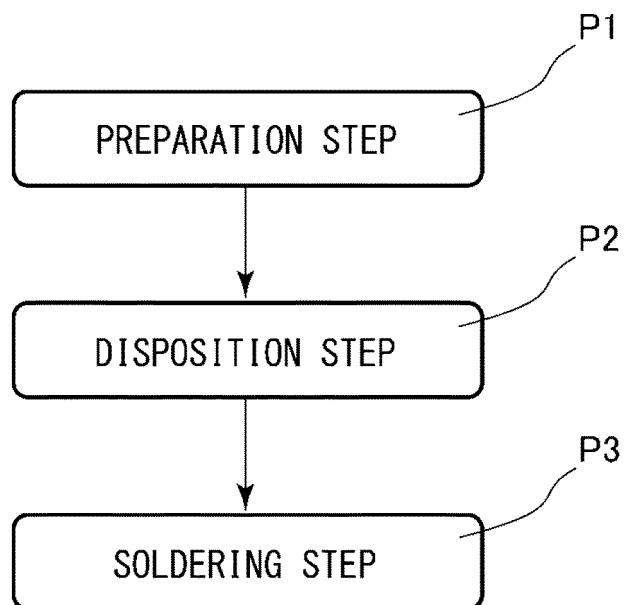 P1
PREPARATION STEP
P2
DISPOSITION STEP
P3
SOLDERING STEP